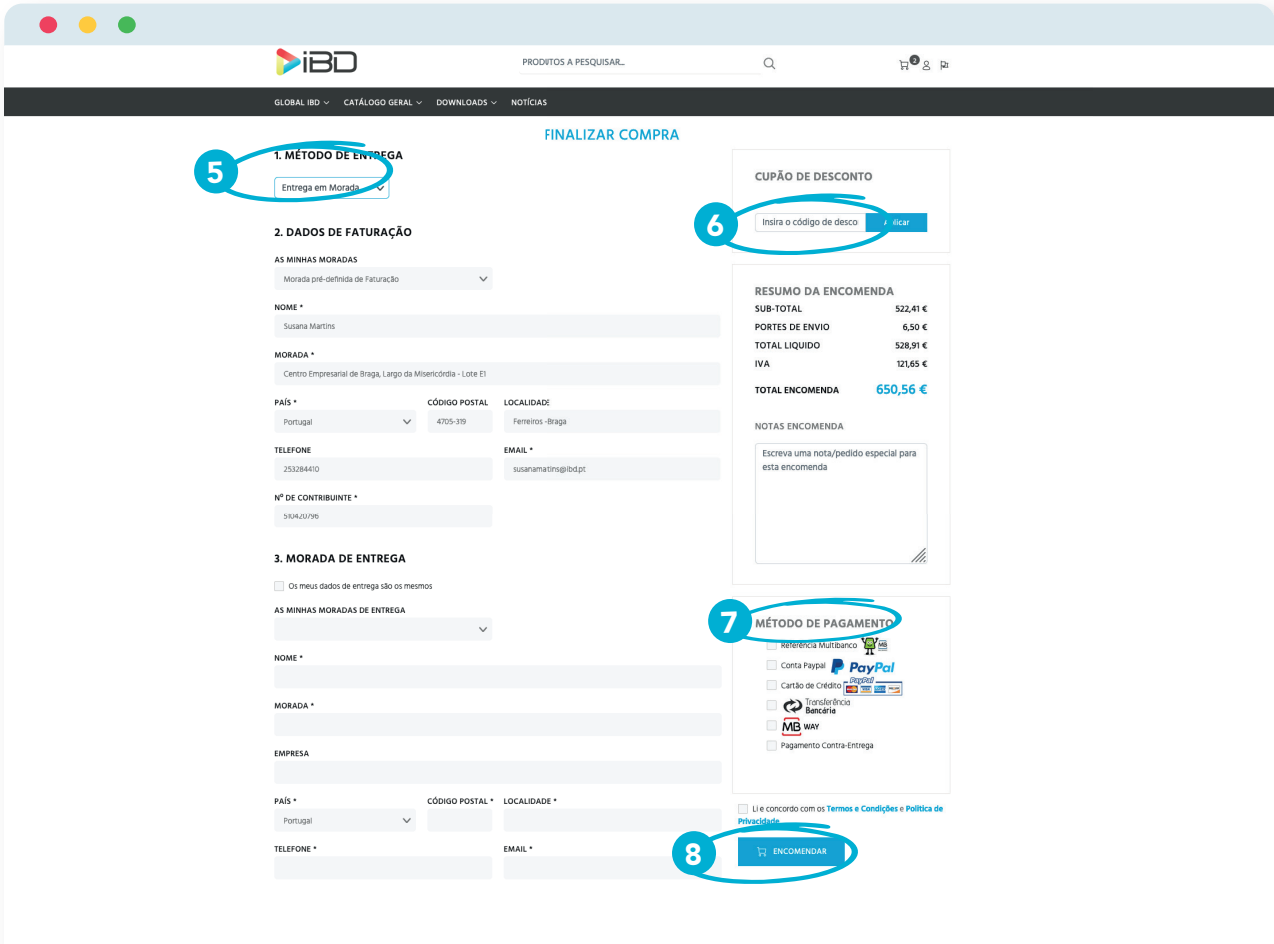 iBD
PRODUTOS A PESQUISAR...
2
GLOBAL IBD
CATÁLOGO GERAL
DOWNLOADS
NOTÍCIAS
FINALIZAR COMPRA
5
1. MÉTODO DE ENTREGA
Entrega em Morada
2. DADOS DE FATURAÇÃO
AS MINHAS MORADAS
Morada pré-definida de Faturação
NOME *
Susana Martins
MORADA *
Centro Empresarial de Braga, Largo da Misericórdia - Lote E1
PAÍS *
CÓDIGO POSTAL
LOCALIDADE
Portugal
4705-319
Ferreiros -Braga
TELEFONE
EMAIL *
253284410
susanamatins@ibd.pt
Nº DE CONTRIBUINTE *
510420796
3. MORADA DE ENTREGA
Os meus dados de entrega são os mesmos
AS MINHAS MORADAS DE ENTREGA
NOME *
MORADA *
EMPRESA
PAÍS *
CÓDIGO POSTAL *
LOCALIDADE *
Portugal
TELEFONE *
EMAIL *
CUPÃO DE DESCONTO
6
Insira o código de desco
Aplicar
RESUMO DA ENCOMENDA
SUB-TOTAL 522,41 €
PORTES DE ENVIO 6,50 €
TOTAL LIQUIDO 528,91 €
IVA 121,65 €
TOTAL ENCOMENDA 650,56 €
NOTAS ENCOMENDA
Escreva uma nota/pedido especial para
esta encomenda
7
MÉTODO DE PAGAMENTO
Referência Multibanco MB
Conta Paypal PayPal
Cartão de Crédito PayPal
Transferência
Bancária
MB WAY
Pagamento Contra-Entrega
Li e concordo com os Termos e Condições e Política de
Privacidade
8
ENCOMENDAR